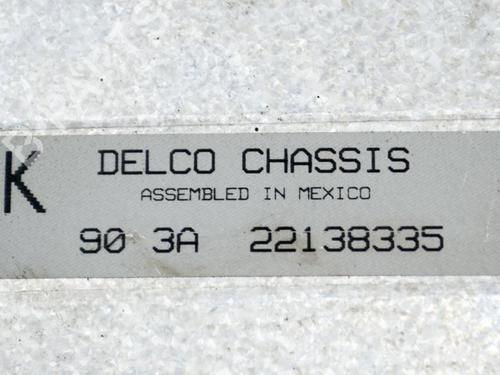 K
DELCO CHASSIS
ASSEMBLED IN MEXICO
90 3A 22138335